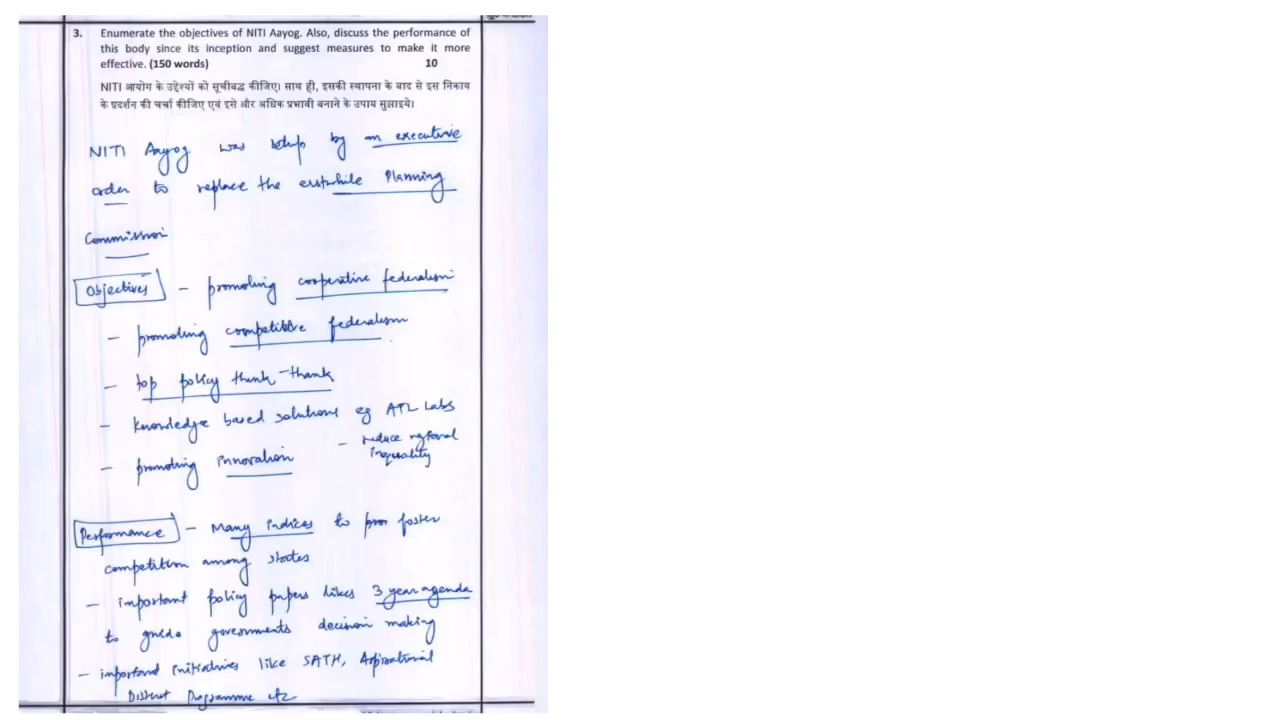 3. Enumerate the objectives of NITI Aayog. Also, discuss the performance of
this body since its inception and suggest measures to make it more
effective. (150 words) 10
NITI आयोग के उद्देश्यों को सूचीबद्ध कीजिए। साथ ही, इसकी स्थापना के बाद से इस निकाय
के प्रदर्शन की चर्चा कीजिए एवं इसे और अधिक प्रभावी बनाने के उपाय सुझाइये।
NITI Aayog was setup by an executive
order to replace the erstwhile Planning
Commission
Objectives - promoting cooperative federalism
- promoting competitive federalism
- top policy think-thank
- knowledge based solutions eg ATL Labs
- promoting innovation - reduce regional
inequality
Performance - Many indices to foster
competition among states
- important policy papers likes 3 year agenda
to guide governments decision making
- important initiatives like SATH, Aspirational
District Programme etc